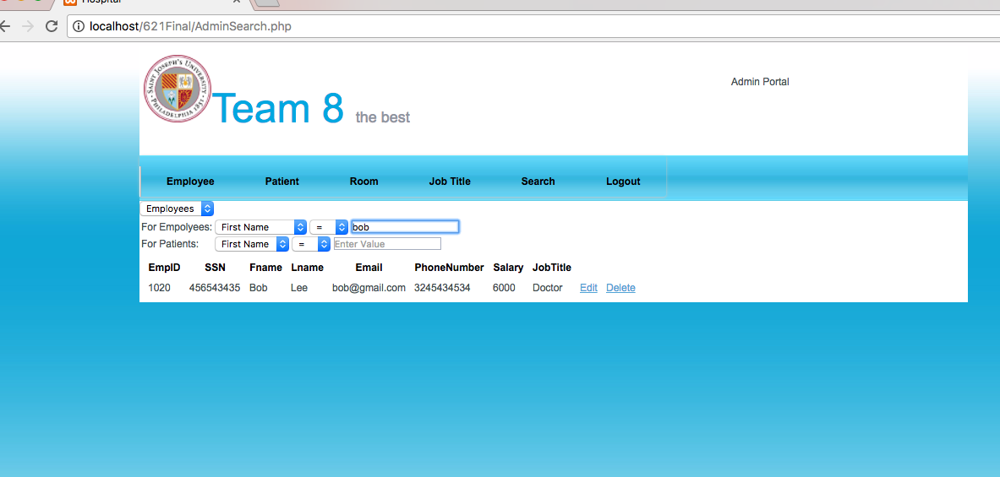 Hospital
localhost/621Final/AdminSearch.php
SAINT JOSEPH'S UNIVERSITY
PHILADELPHIA 1851
Team 8 the best
Admin Portal
Employee Patient Room Job Title Search Logout
Employees
For Empolyees: First Name = bob
For Patients: First Name = Enter Value
EmpID SSN Fname Lname Email PhoneNumber Salary JobTitle
1020 456543435 Bob Lee bob@gmail.com 3245434534 6000 Doctor Edit Delete